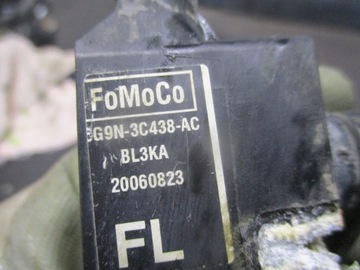 FoMoCo
6G9N-3C438-AC
BL3KA
20060823
FL